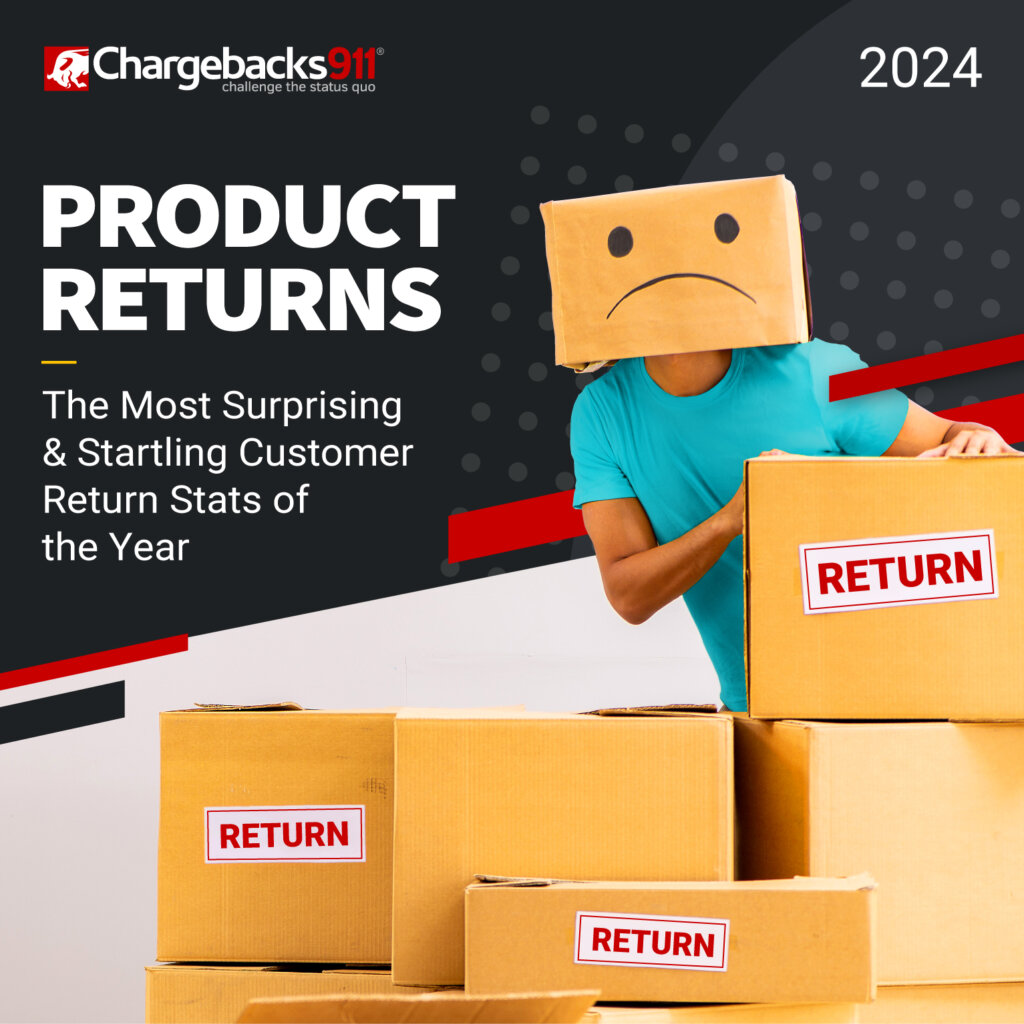 Chargebacks911®
challenge the status quo
2024
PRODUCT
RETURNS
The Most Surprising
& Startling Customer
Return Stats of
the Year
RETURN
RETURN
RETURN